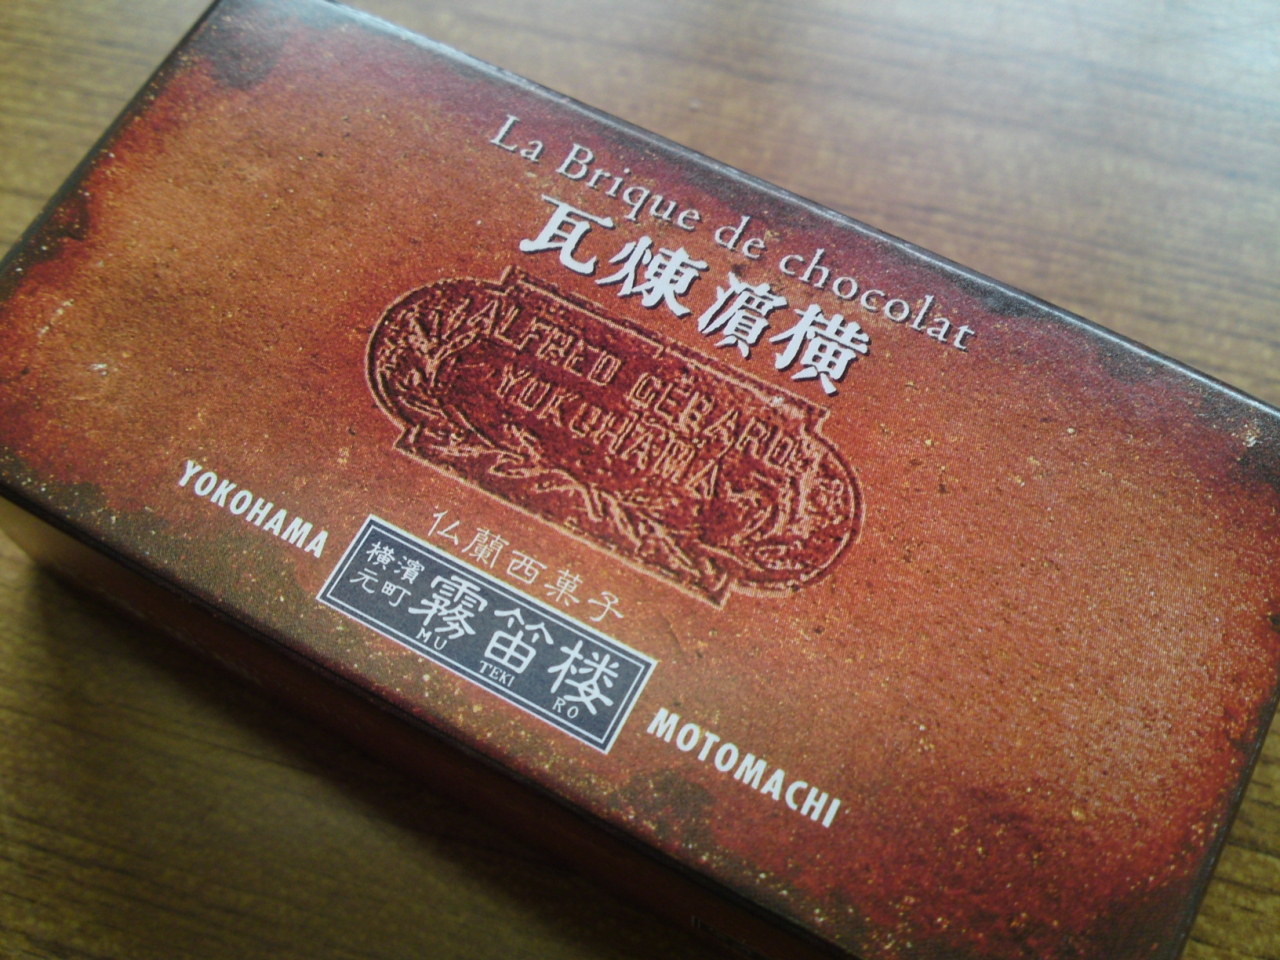 La Brique de chocolat
横濱煉瓦
ALFRED GERARD
YOKOHAMA
仏蘭西菓子
横濱
元町
霧笛楼
MU TEKI RO
YOKOHAMA MOTOMACHI